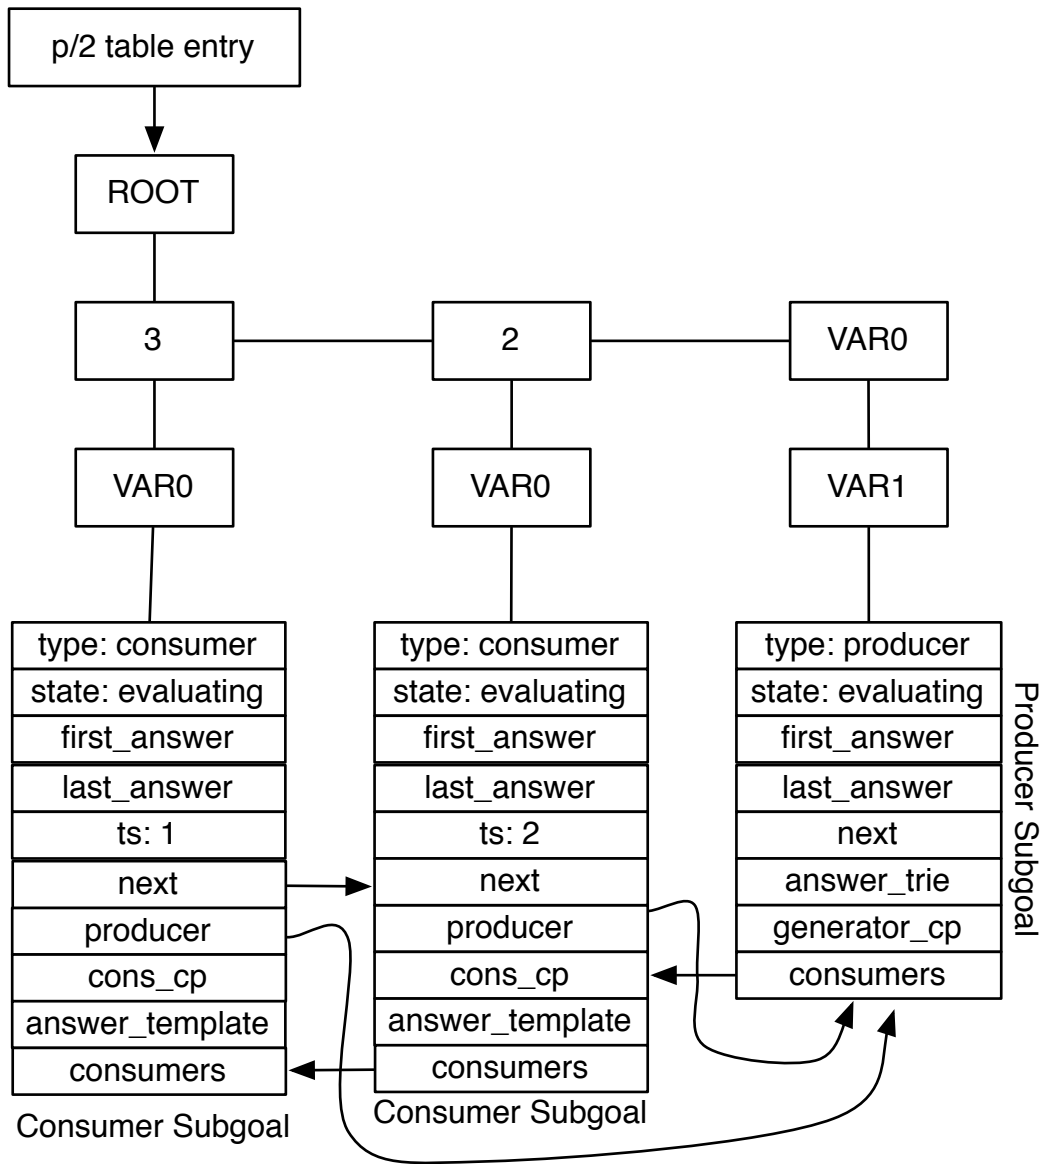 p/2 table entry
ROOT
3
2
VAR0
VAR0
VAR0
VAR1
type: consumer
state: evaluating
first_answer
last_answer
ts: 1
next
producer
cons_cp
answer_template
consumers
Consumer Subgoal
type: consumer
state: evaluating
first_answer
last_answer
ts: 2
next
producer
cons_cp
answer_template
consumers
Consumer Subgoal
type: producer
state: evaluating
first_answer
last_answer
next
answer_trie
generator_cp
consumers
Producer Subgoal